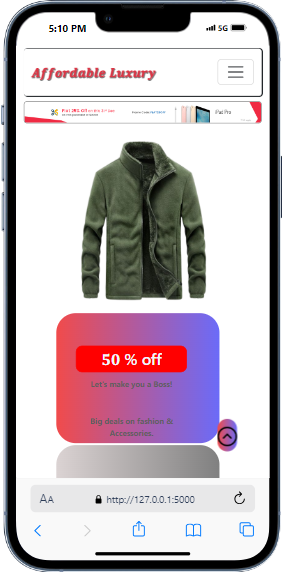 5:10 PM
5G
Affordable Luxury
iPad Pro
50 % off
Let's make you a Boss!
Big deals on fashion &
Accessories.
AA
http://127.0.0.1:5000